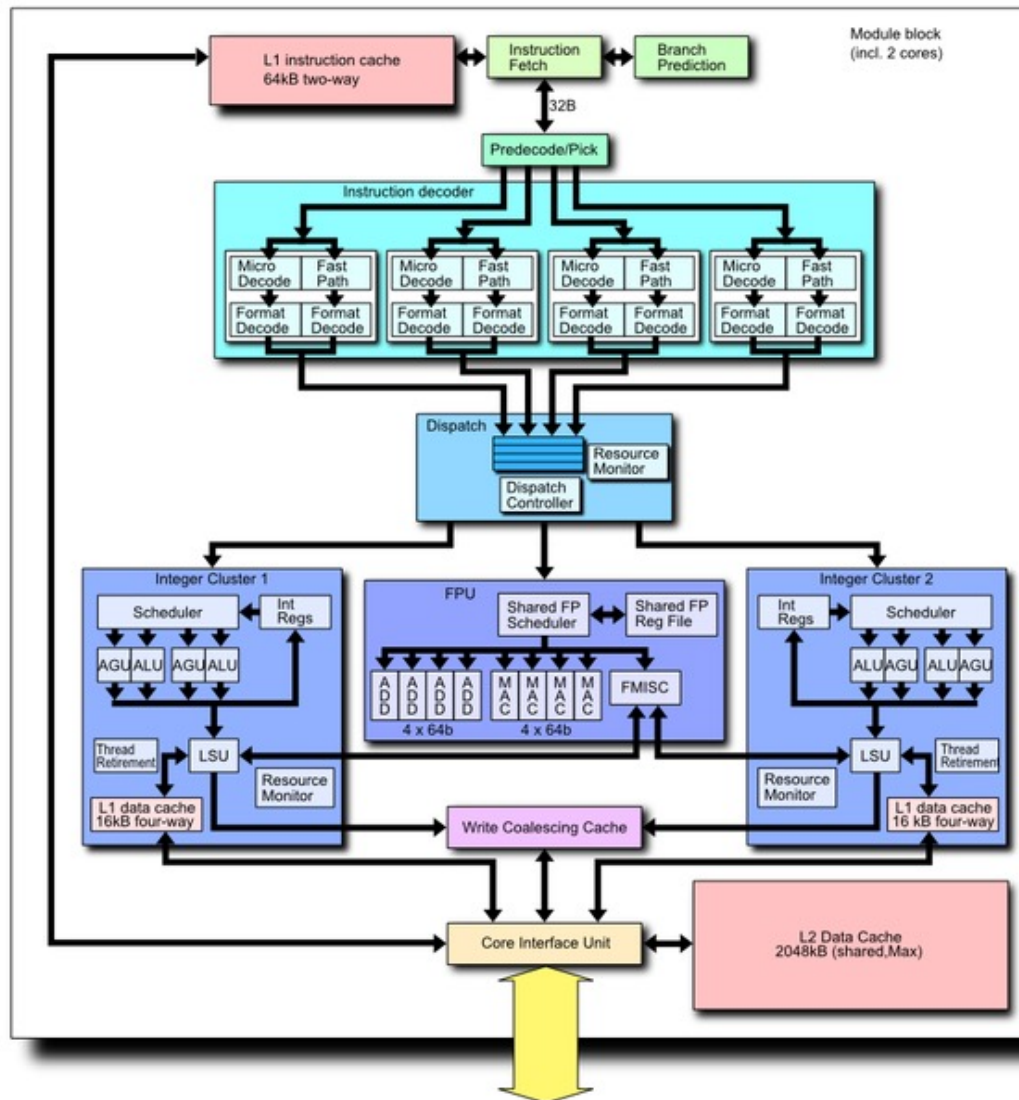 Module block
(incl. 2 cores)
L1 instruction cache
64kB two-way
Instruction
Fetch
Branch
Prediction
32B
Predecode/Pick
Instruction decoder
Micro
Decode
Fast
Path
Micro
Decode
Fast
Path
Micro
Decode
Fast
Path
Micro
Decode
Fast
Path
Format
Decode
Format
Decode
Format
Decode
Format
Decode
Format
Decode
Format
Decode
Format
Decode
Format
Decode
Dispatch
Resource
Monitor
Dispatch
Controller
Integer Cluster 1
Scheduler
Int
Regs
AGU
ALU
AGU
ALU
LSU
Thread
Retirement
Resource
Monitor
L1 data cache
16kB four-way
FPU
Shared FP
Scheduler
Shared FP
Reg File
ADD
ADD
ADD
ADD
MAC
MAC
MAC
MAC
FMISC
4 x 64b
4 x 64b
Integer Cluster 2
Int
Regs
Scheduler
ALU
AGU
ALU
AGU
LSU
Thread
Retirement
Resource
Monitor
L1 data cache
16 kB four-way
Write Coalescing Cache
Core Interface Unit
L2 Data Cache
2048kB (shared,Max)